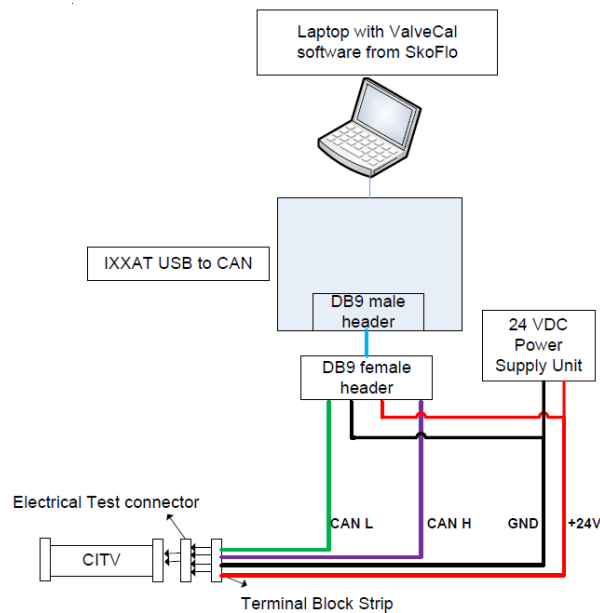 Laptop with ValveCal
software from SkoFlo
IXXAT USB to CAN
DB9 male
header
24 VDC
Power
Supply Unit
DB9 female
header
Electrical Test connector
CAN L
CAN H
GND
+24V
CITV
Terminal Block Strip